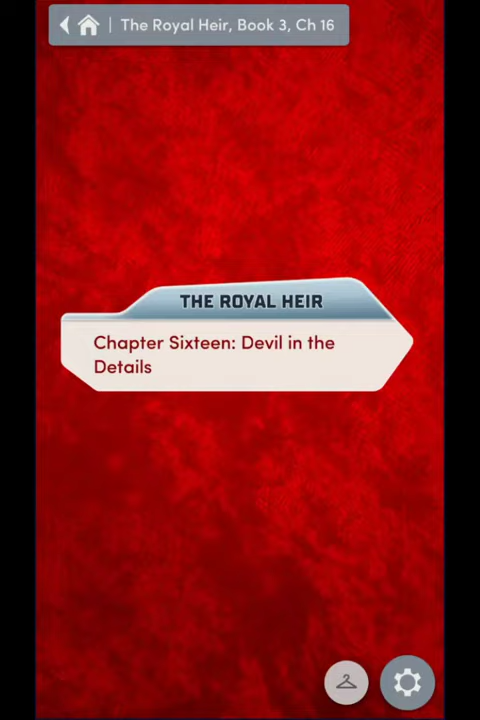 The Royal Heir, Book 3, Ch 16
THE ROYAL HEIR
Chapter Sixteen: Devil in the
Details